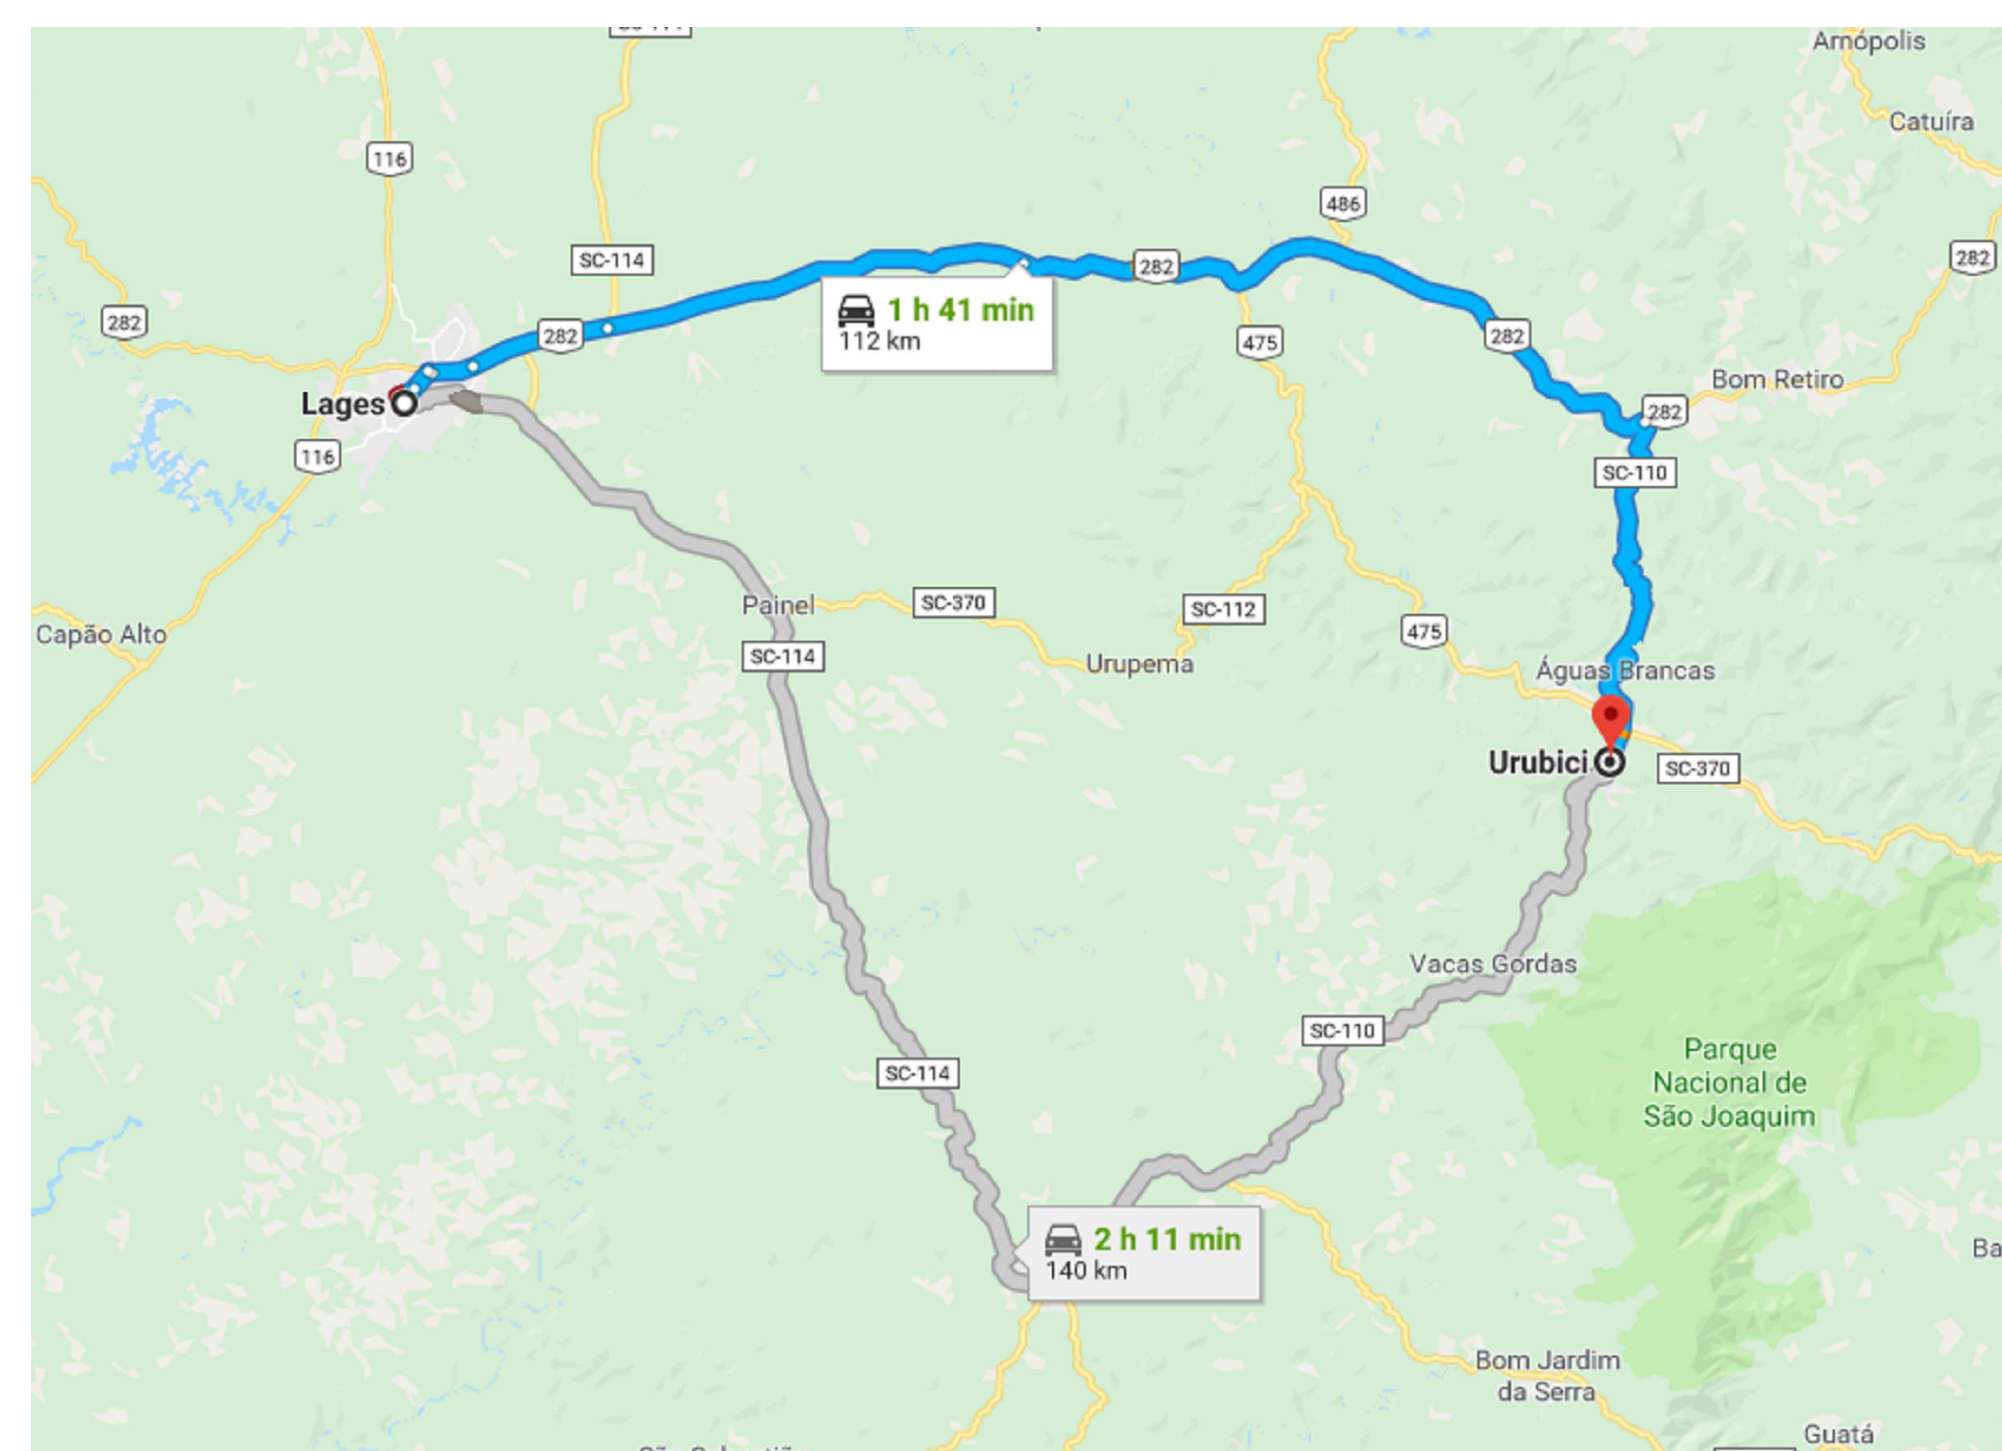 Arnópolis
Catuíra
116
486
SC-114
282
282
282
1 h 41 min
112 km
282
475
282
282
Bom Retiro
Lages
116
SC-110
Painel
SC-370
SC-112
Capão Alto
475
SC-114
Urupema
Águas Brancas
Urubici
SC-370
Vacas Gordas
SC-110
Parque
Nacional de
São Joaquim
SC-114
2 h 11 min
140 km
Bom Jardim
da Serra
Guatá